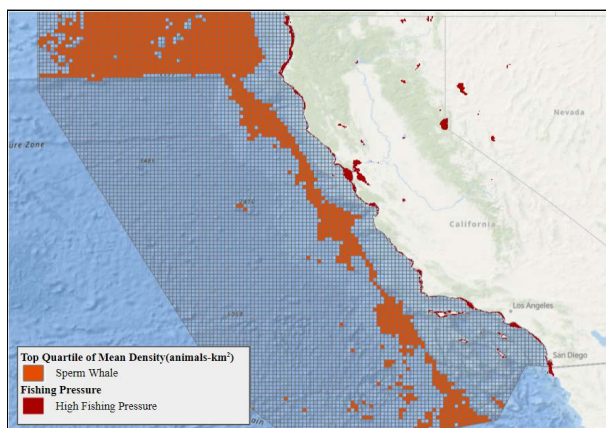 Nevada
ure Zone
California
Los Angeles
San Diego
Top Quartile of Mean Density(animals-km²)
Sperm Whale
Fishing Pressure
High Fishing Pressure
orn